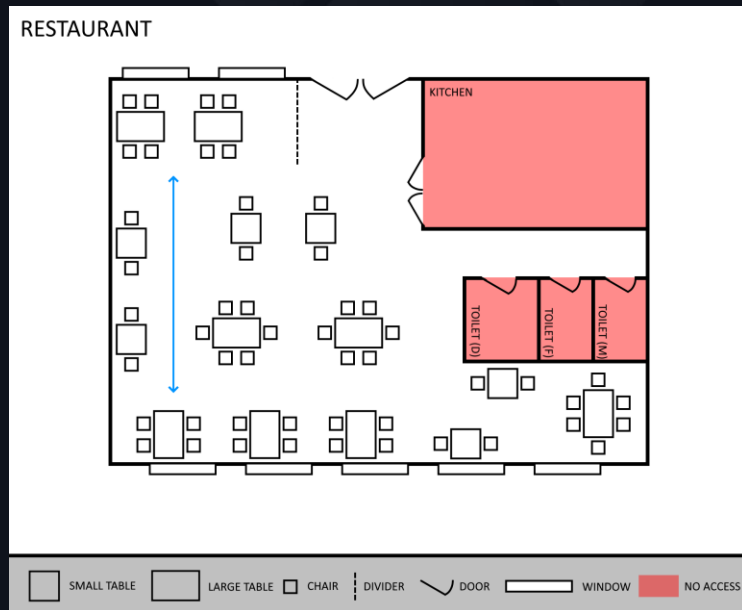 RESTAURANT
KITCHEN
TOILET (D)
TOILET (F)
TOILET (M)
SMALL TABLE
LARGE TABLE
CHAIR
DIVIDER
DOOR
WINDOW
NO ACCESS